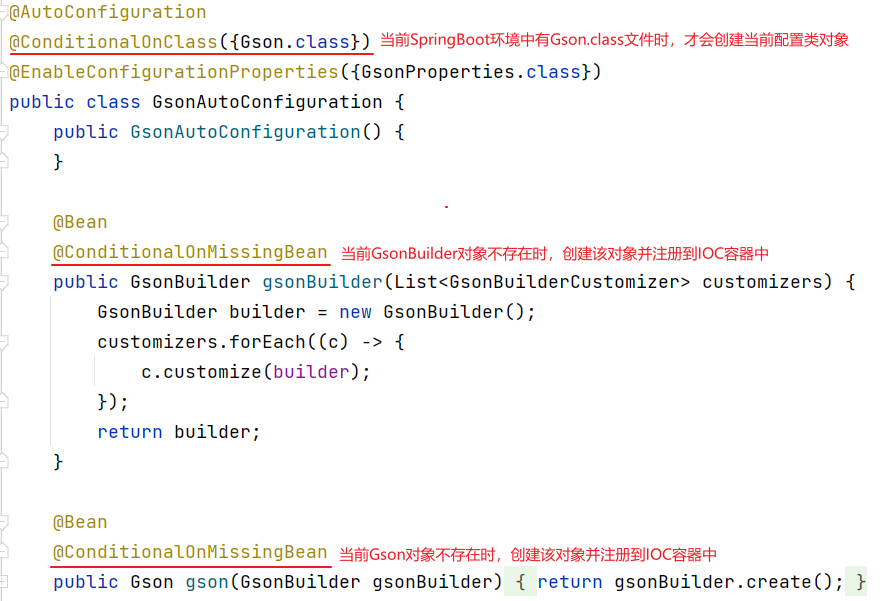 @AutoConfiguration
@ConditionalOnClass({Gson.class}) 当前SpringBoot环境中有Gson.class文件时，才会创建当前配置类对象
@EnableConfigurationProperties({GsonProperties.class})
public class GsonAutoConfiguration {
    public GsonAutoConfiguration() {
    }
    @Bean
    @ConditionalOnMissingBean 当前GsonBuilder对象不存在时，创建该对象并注册到IOC容器中
    public GsonBuilder gsonBuilder(List<GsonBuilderCustomizer> customizers) {
        GsonBuilder builder = new GsonBuilder();
        customizers.forEach((c) -> {
            c.customize(builder);
        });
        return builder;
    }
    @Bean
    @ConditionalOnMissingBean 当前Gson对象不存在时，创建该对象并注册到IOC容器中
    public Gson gson(GsonBuilder gsonBuilder) { return gsonBuilder.create(); }